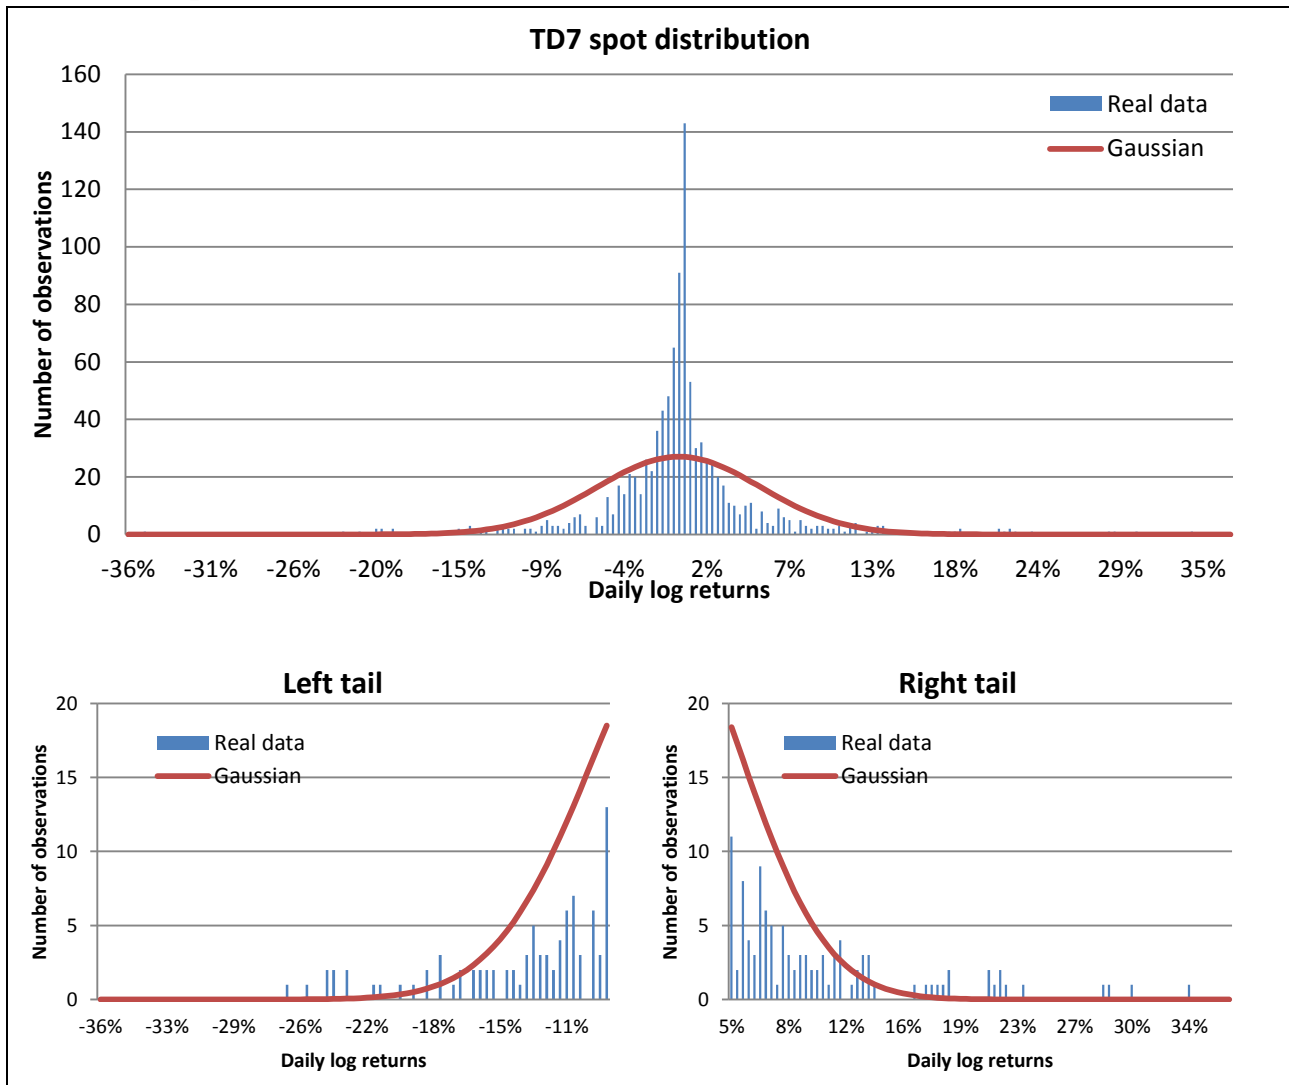 TD7 spot distribution
160
140
120
100
80
60
40
20
0
Number of observations
Real data
Gaussian
-36% -31% -26% -20% -15% -9% -4% 2% 7% 13% 18% 24% 29% 35%
Daily log returns
Left tail
20
15
10
5
0
Number of observations
Real data
Gaussian
-36% -33% -29% -26% -22% -18% -15% -11%
Daily log returns
Right tail
20
15
10
5
0
Number of observations
Real data
Gaussian
5% 8% 12% 16% 19% 23% 27% 30% 34%
Daily log returns